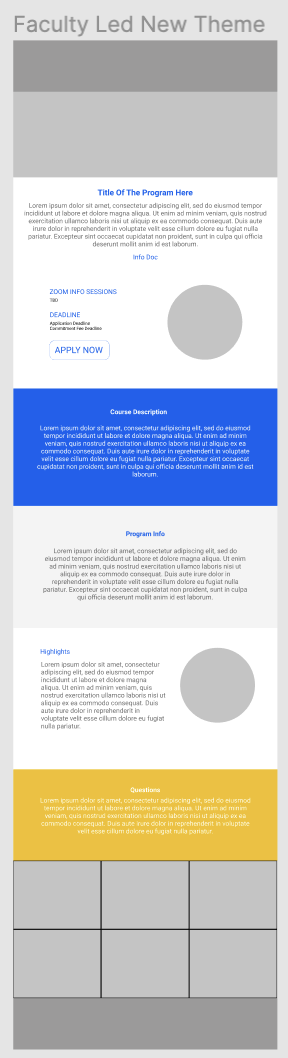 Faculty Led New Theme
Title Of The Program Here
Lorem ipsum dolor sit amet, consectetur adipiscing elit, sed do eiusmod tempor
incididunt ut labore et dolore magna aliqua. Ut enim ad minim veniam, quis nostrud
exercitation ullamco laboris nisi ut aliquip ex ea commodo consequat. Duis aute
irure dolor in reprehenderit in voluptate velit esse cillum dolore eu fugiat nulla
pariatur. Excepteur sint occaecat cupidatat non proident, sunt in culpa qui officia
deserunt mollit anim id est laborum.
Info Doc
ZOOM INFO SESSIONS
TBD
DEADLINE
Application Deadline
Commitment Fee Deadline
APPLY NOW
Course Description
Lorem ipsum dolor sit amet, consectetur adipiscing elit, sed do eiusmod
tempor incididunt ut labore et dolore magna aliqua. Ut enim ad minim
veniam, quis nostrud exercitation ullamco laboris nisi ut aliquip ex ea
commodo consequat. Duis aute irure dolor in reprehenderit in voluptate
velit esse cillum dolore eu fugiat nulla pariatur. Excepteur sint occaecat
cupidatat non proident, sunt in culpa qui officia deserunt mollit anim id est
laborum.
Program Info
Lorem ipsum dolor sit amet, consectetur adipiscing elit, sed do
eiusmod tempor incididunt ut labore et dolore magna aliqua. Ut
enim ad minim veniam, quis nostrud exercitation ullamco laboris
nisi ut aliquip ex ea commodo consequat. Duis aute irure dolor in
reprehenderit in voluptate velit esse cillum dolore eu fugiat nulla
pariatur. Excepteur sint occaecat cupidatat non proident, sunt in
culpa qui officia deserunt mollit anim id est laborum.
Highlights
Lorem ipsum dolor sit amet, consectetur
adipiscing elit, sed do eiusmod tempor
incididunt ut labore et dolore magna
aliqua. Ut enim ad minim veniam, quis
nostrud exercitation ullamco laboris nisi ut
aliquip ex ea commodo consequat. Duis
aute irure dolor in reprehenderit in
voluptate velit esse cillum dolore eu fugiat
nulla pariatur.
Questions
Lorem ipsum dolor sit amet, consectetur adipiscing elit, sed do eiusmod
tempor incididunt ut labore et dolore magna aliqua. Ut enim ad minim
veniam, quis nostrud exercitation ullamco laboris nisi ut aliquip ex ea
commodo consequat. Duis aute irure dolor in reprehenderit in voluptate
velit esse cillum dolore eu fugiat nulla pariatur.